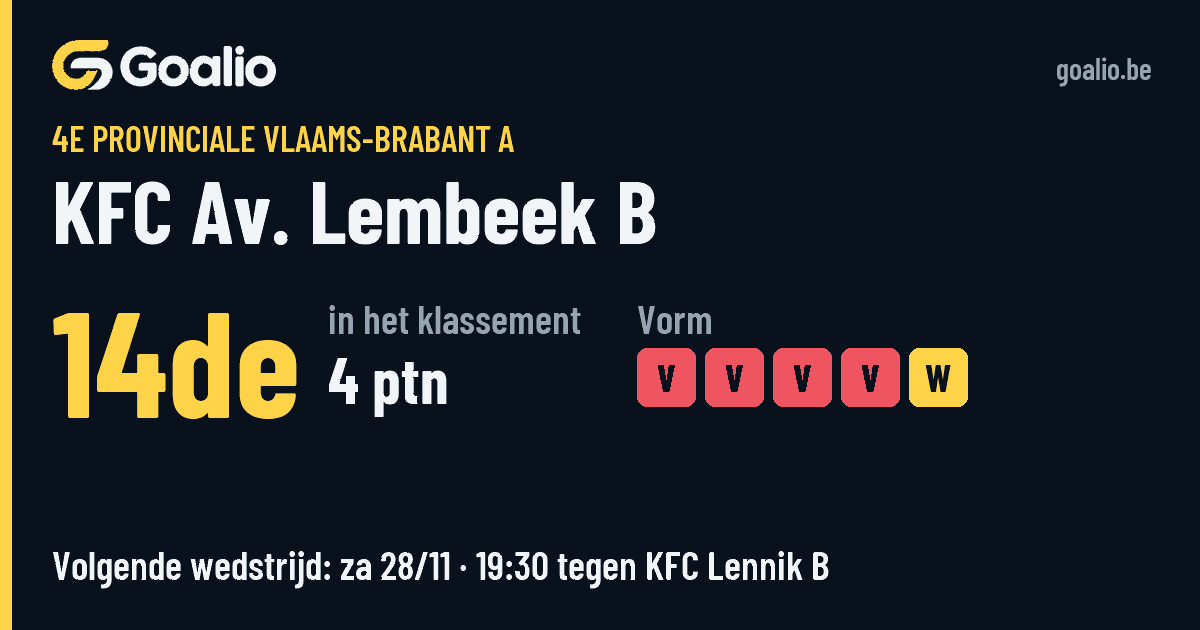 Goalio
goalio.be
4E PROVINCIALE VLAAMS-BRABANT A
KFC Av. Lembeek B
14de
in het klassement
4 ptn
Vorm
V V V V W
Volgende wedstrijd: za 28/11 · 19:30 tegen KFC Lennik B